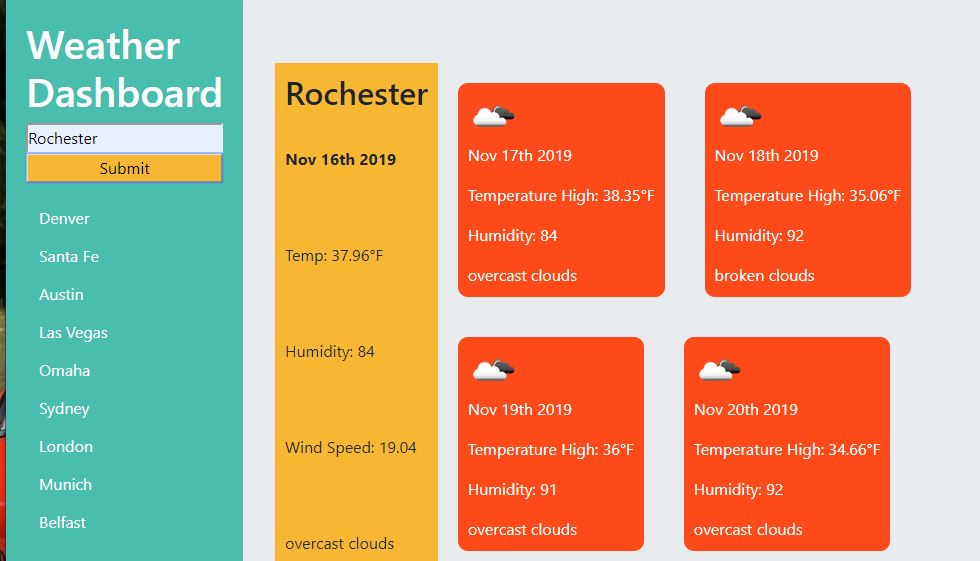 Weather
Dashboard
Rochester
Submit
Denver
Santa Fe
Austin
Las Vegas
Omaha
Sydney
London
Munich
Belfast
Rochester
Nov 16th 2019
Temp: 37.96°F
Humidity: 84
Wind Speed: 19.04
overcast clouds
Nov 17th 2019
Temperature High: 38.35°F
Humidity: 84
overcast clouds
Nov 18th 2019
Temperature High: 35.06°F
Humidity: 92
broken clouds
Nov 19th 2019
Temperature High: 36°F
Humidity: 91
overcast clouds
Nov 20th 2019
Temperature High: 34.66°F
Humidity: 92
overcast clouds